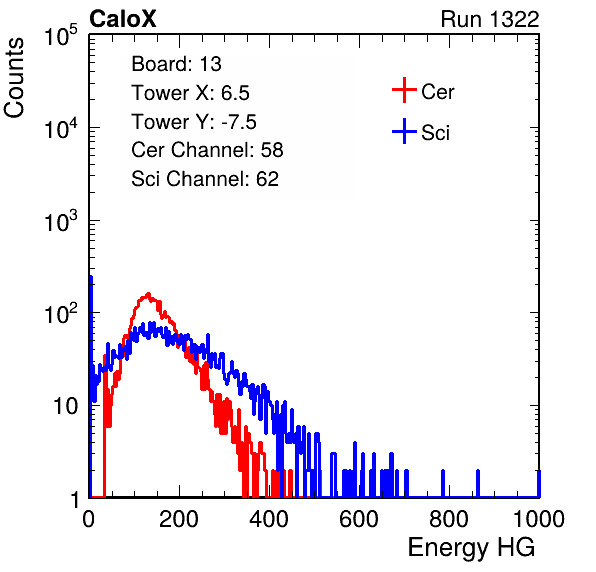 CaloX Run 1322
Counts
10^5
10^4
10^3
10^2
10
1
Board: 13
Tower X: 6.5
Tower Y: -7.5
Cer Channel: 58
Sci Channel: 62
Cer
Sci
0 200 400 600 800 1000
Energy HG